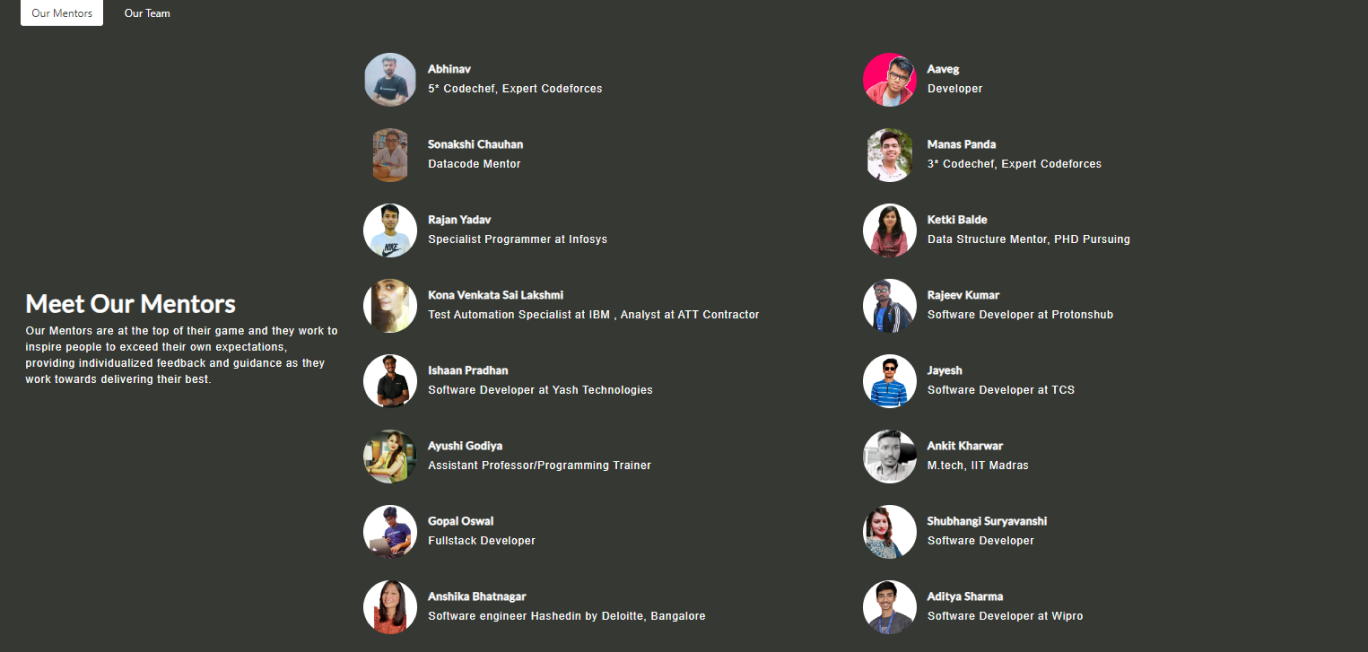 Our Mentors
Our Team
Meet Our Mentors
Our Mentors are at the top of their game and they work to
inspire people to exceed their own expectations,
providing individualized feedback and guidance as they
work towards delivering their best.
Abhinav
5* Codechef, Expert Codeforces
Sonakshi Chauhan
Datacode Mentor
Rajan Yadav
Specialist Programmer at Infosys
Kona Venkata Sai Lakshmi
Test Automation Specialist at IBM , Analyst at ATT Contractor
Ishaan Pradhan
Software Developer at Yash Technologies
Ayushi Godiya
Assistant Professor/Programming Trainer
Gopal Oswal
Fullstack Developer
Anshika Bhatnagar
Software engineer Hashedin by Deloitte, Bangalore
Aaveg
Developer
Manas Panda
3* Codechef, Expert Codeforces
Ketki Balde
Data Structure Mentor, PHD Pursuing
Rajeev Kumar
Software Developer at Protonshub
Jayesh
Software Developer at TCS
Ankit Kharwar
M.tech, IIT Madras
Shubhangi Suryavanshi
Software Developer
Aditya Sharma
Software Developer at Wipro